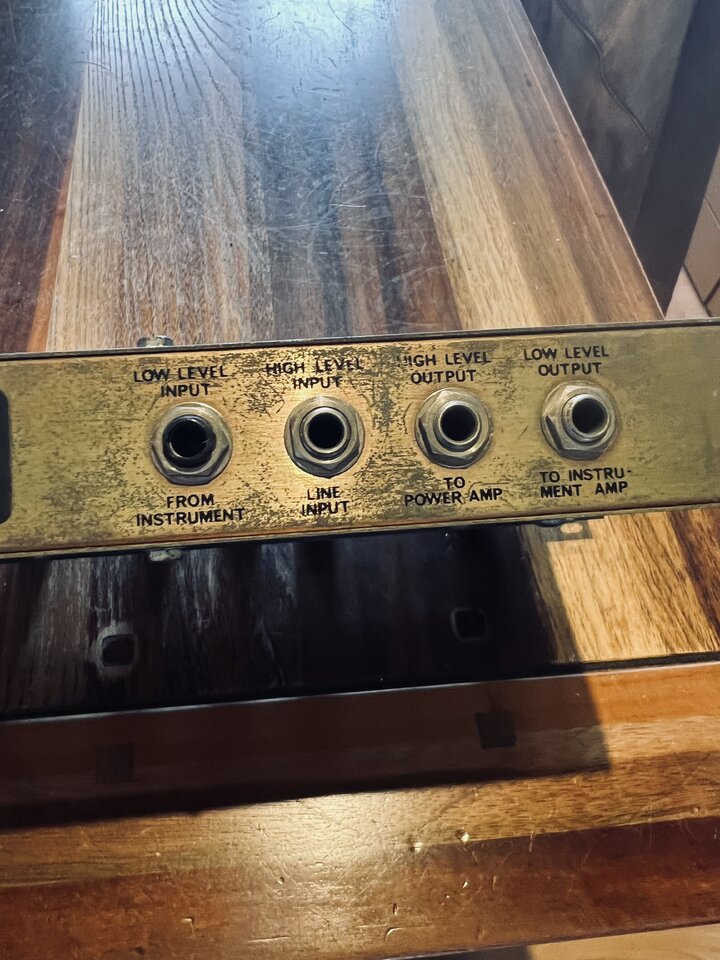 LOW LEVEL
INPUT
HIGH LEVEL
INPUT
HIGH LEVEL
OUTPUT
LOW LEVEL
OUTPUT
FROM
INSTRUMENT
LINE
INPUT
TO
POWER AMP
TO INSTRU-
MENT AMP